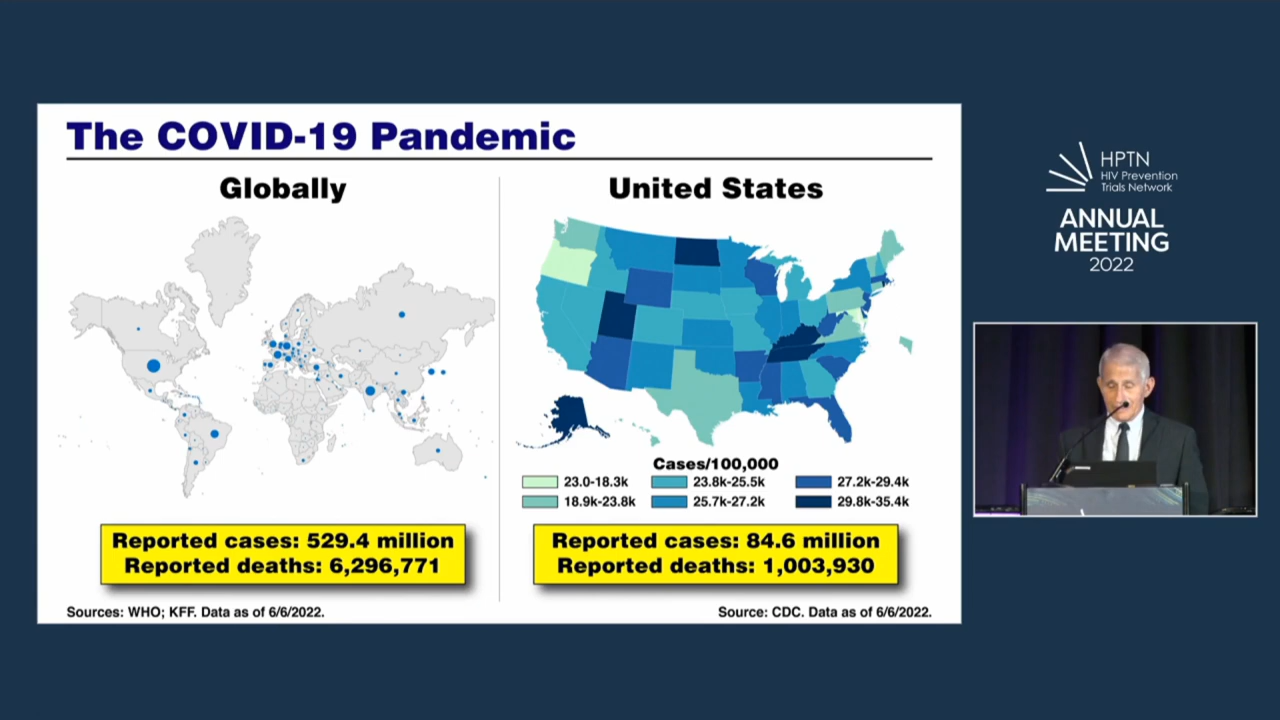 The COVID-19 Pandemic
Globally
United States
Cases/100,000
23.0-18.3k
23.8k-25.5k
27.2k-29.4k
18.9k-23.8k
25.7k-27.2k
29.8k-35.4k
Reported cases: 529.4 million
Reported deaths: 6,296,771
Reported cases: 84.6 million
Reported deaths: 1,003,930
Sources: WHO; KFF. Data as of 6/6/2022.
Source: CDC. Data as of 6/6/2022.
HPTN
HIV Prevention
Trials Network
ANNUAL
MEETING
2022